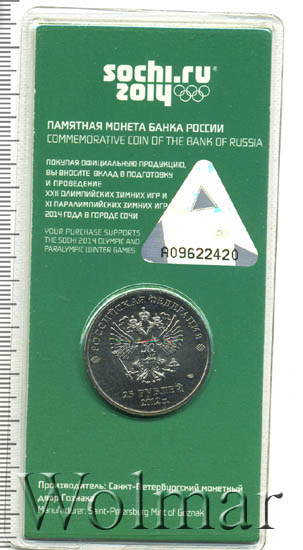 sochi.ru
2014
ПАМЯТНАЯ МОНЕТА БАНКА РОССИИ
COMMEMORATIVE COIN OF THE BANK OF RUSSIA
ПОКУПАЯ ОФИЦИАЛЬНУЮ ПРОДУКЦИЮ,
ВЫ ВНОСИТЕ ВКЛАД В ПОДГОТОВКУ
И ПРОВЕДЕНИЕ
XXII ОЛИМПИЙСКИХ ЗИМНИХ ИГР И
XI ПАРАЛИМПИЙСКИХ ЗИМНИХ ИГР
2014 ГОДА В ГОРОДЕ СОЧИ
YOUR PURCHASE SUPPORTS
THE SOCHI 2014 OLYMPIC AND
PARALYMPIC WINTER GAMES
A09622420
РОССИЙСКАЯ ФЕДЕРАЦИЯ
25 РУБЛЕЙ
Производитель: Санкт-Петербургский монетный
двор Гознака
Manufacturer: Saint-Petersburg Mint of Goznak
Wolmar